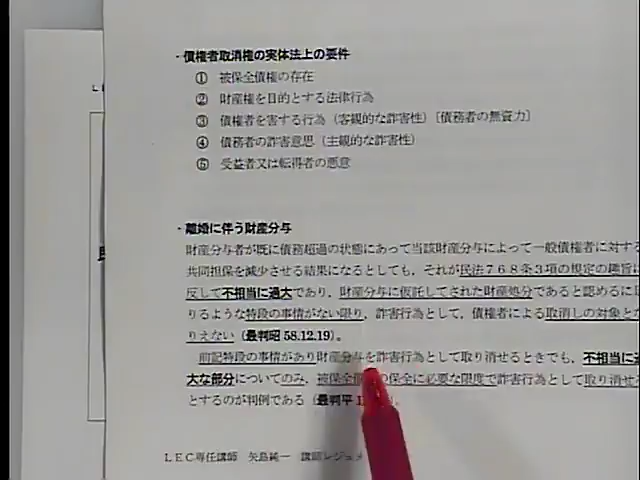 ・債権者取消権の実体法上の要件
① 被保全債権の存在
② 財産権を目的とする法律行為
③ 債権者を害する行為（客観的な詐害性）〔債務者の無資力〕
④ 債務者の詐害意思（主観的な詐害性）
⑤ 受益者又は転得者の悪意
・離婚に伴う財産分与
財産分与者が既に債務超過の状態にあって当該財産分与によって一般債権者に対す
共同担保を減少させる結果になるとしても，それが民法７６８条３項の規定の趣旨に
反して不相当に過大であり，財産分与に仮託してされた財産処分であると認めるに足
りるような特段の事情がない限り，詐害行為として，債権者による取消しの対象とな
りえない（最判昭 58.12.19）。
前記特段の事情があり財産分与を詐害行為として取り消せるときでも，不相当に過
大な部分についてのみ，被保全債 の保全に必要な限度で詐害行為として取り消せる
とするのが判例である（最判平
ＬＥＣ専任講師 矢島純一 講師レジュメ